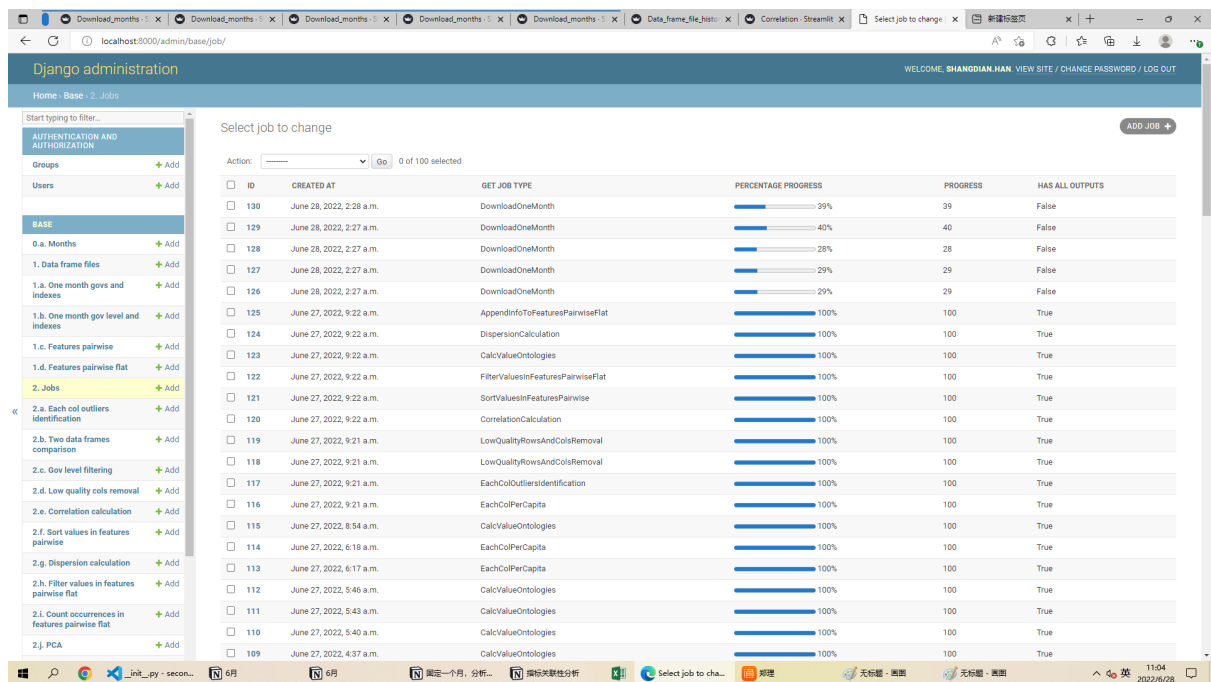 Download_months · S
Download_months · S
Download_months · S
Download_months · S
Download_months · S
Data_frame_file_histo
Correlation · Streamlit
Select job to change |
新建标签页
localhost:8000/admin/base/job/
Django administration
WELCOME, SHANGDIAN.HAN. VIEW SITE / CHANGE PASSWORD / LOG OUT
Home › Base › 2. Jobs
Start typing to filter...
AUTHENTICATION AND
AUTHORIZATION
Groups + Add
Users + Add
BASE
0.a. Months + Add
1. Data frame files + Add
1.a. One month govs and + Add
indexes
1.b. One month gov level and + Add
indexes
1.c. Features pairwise + Add
1.d. Features pairwise flat + Add
2. Jobs + Add
2.a. Each col outliers + Add
identification
2.b. Two data frames + Add
comparison
2.c. Gov level filtering + Add
2.d. Low quality cols removal + Add
2.e. Correlation calculation + Add
2.f. Sort values in features + Add
pairwise
2.g. Dispersion calculation + Add
2.h. Filter values in features + Add
pairwise flat
2.i. Count occurrences in + Add
features pairwise flat
2.j. PCA + Add
«
Select job to change
ADD JOB +
Action: --------- Go 0 of 100 selected
ID CREATED AT GET JOB TYPE PERCENTAGE PROGRESS PROGRESS HAS ALL OUTPUTS
130 June 28, 2022, 2:28 a.m. DownloadOneMonth 39% 39 False
129 June 28, 2022, 2:27 a.m. DownloadOneMonth 40% 40 False
128 June 28, 2022, 2:27 a.m. DownloadOneMonth 28% 28 False
127 June 28, 2022, 2:27 a.m. DownloadOneMonth 29% 29 False
126 June 28, 2022, 2:27 a.m. DownloadOneMonth 29% 29 False
125 June 27, 2022, 9:22 a.m. AppendInfoToFeaturesPairwiseFlat 100% 100 True
124 June 27, 2022, 9:22 a.m. DispersionCalculation 100% 100 True
123 June 27, 2022, 9:22 a.m. CalcValueOntologies 100% 100 True
122 June 27, 2022, 9:22 a.m. FilterValuesInFeaturesPairwiseFlat 100% 100 True
121 June 27, 2022, 9:22 a.m. SortValuesInFeaturesPairwise 100% 100 True
120 June 27, 2022, 9:22 a.m. CorrelationCalculation 100% 100 True
119 June 27, 2022, 9:21 a.m. LowQualityRowsAndColsRemoval 100% 100 True
118 June 27, 2022, 9:21 a.m. LowQualityRowsAndColsRemoval 100% 100 True
117 June 27, 2022, 9:21 a.m. EachColOutliersIdentification 100% 100 True
116 June 27, 2022, 9:21 a.m. EachColPerCapita 100% 100 True
115 June 27, 2022, 8:54 a.m. CalcValueOntologies 100% 100 True
114 June 27, 2022, 6:18 a.m. EachColPerCapita 100% 100 True
113 June 27, 2022, 6:17 a.m. EachColPerCapita 100% 100 True
112 June 27, 2022, 5:46 a.m. CalcValueOntologies 100% 100 True
111 June 27, 2022, 5:43 a.m. CalcValueOntologies 100% 100 True
110 June 27, 2022, 5:40 a.m. CalcValueOntologies 100% 100 True
109 June 27, 2022, 4:37 a.m. CalcValueOntologies 100% 100 True
_init_.py - secon...
6月
6月
固定一个月，分析...
指标关联性分析
Select job to cha...
郑理
无标题 - 画图
无标题 - 画图
英
11:04
2022/6/28